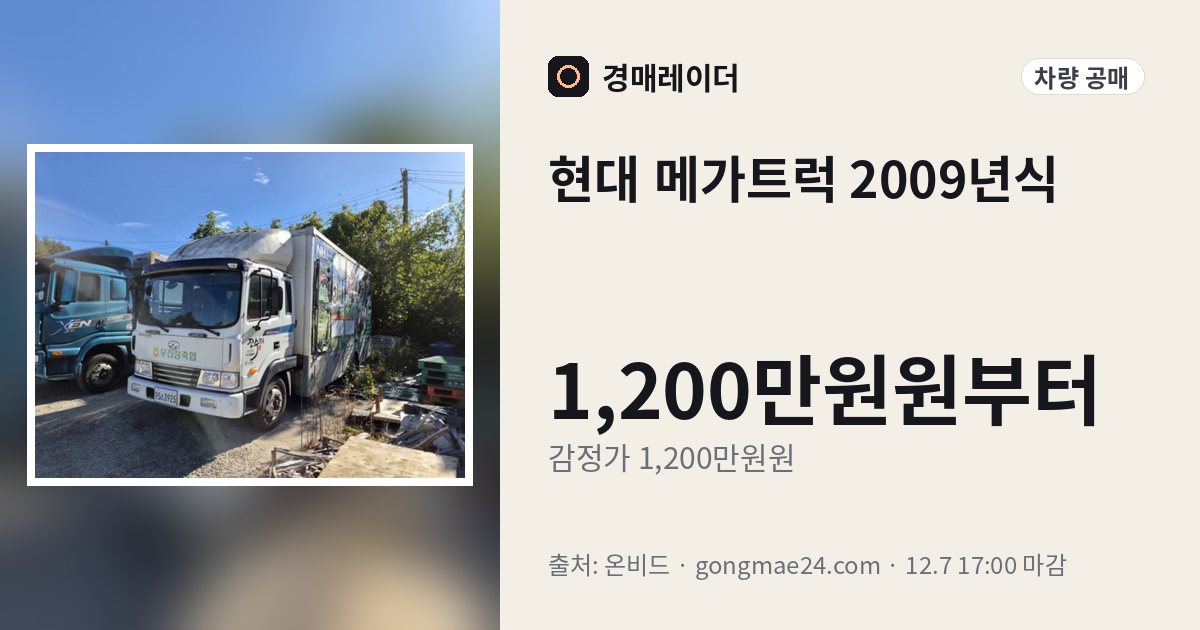 경매레이더
차량 공매
현대 메가트럭 2009년식
1,200만원원부터
감정가 1,200만원원
출처: 온비드 · gongmae24.com · 12.7 17:00 마감
XEN